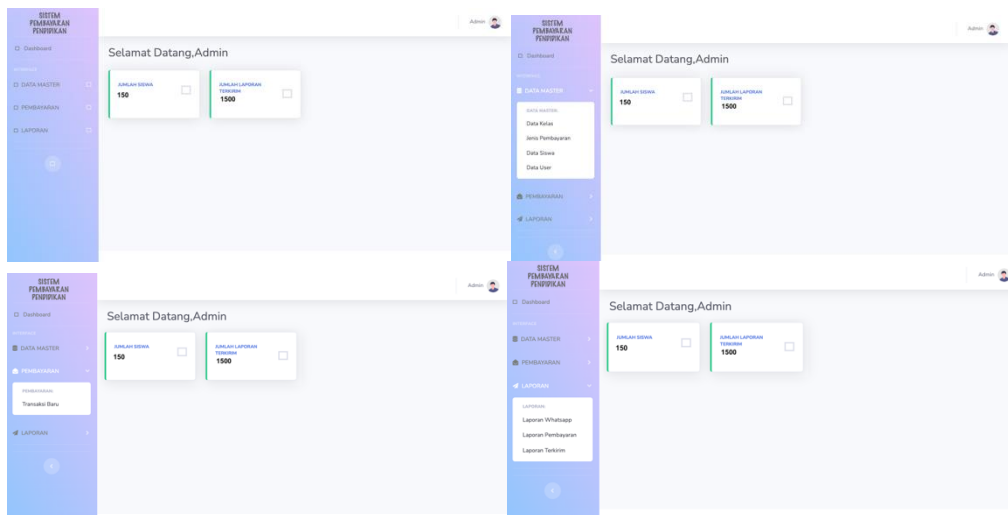 SISTEM
PEMBAYARAN
PENDIDIKAN
Dashboard
INTERFACE
DATA MASTER
PEMBAYARAN
LAPORAN
Admin
Selamat Datang,Admin
JUMLAH SISWA
150
JUMLAH LAPORAN
TERKIRIM
1500
SISTEM
PEMBAYARAN
PENDIDIKAN
Dashboard
INTERFACE
DATA MASTER
DATA MASTER
Data Kelas
Jenis Pembayaran
Data Siswa
Data User
PEMBAYARAN
LAPORAN
Admin
Selamat Datang,Admin
JUMLAH SISWA
150
JUMLAH LAPORAN
TERKIRIM
1500
SISTEM
PEMBAYARAN
PENDIDIKAN
Dashboard
INTERFACE
DATA MASTER
PEMBAYARAN
PEMBAYARAN
Transaksi Baru
LAPORAN
Admin
Selamat Datang,Admin
JUMLAH SISWA
150
JUMLAH LAPORAN
TERKIRIM
1500
SISTEM
PEMBAYARAN
PENDIDIKAN
Dashboard
INTERFACE
DATA MASTER
PEMBAYARAN
LAPORAN
LAPORAN
Laporan Whatsapp
Laporan Pembayaran
Laporan Terkirim
Admin
Selamat Datang,Admin
JUMLAH SISWA
150
JUMLAH LAPORAN
TERKIRIM
1500